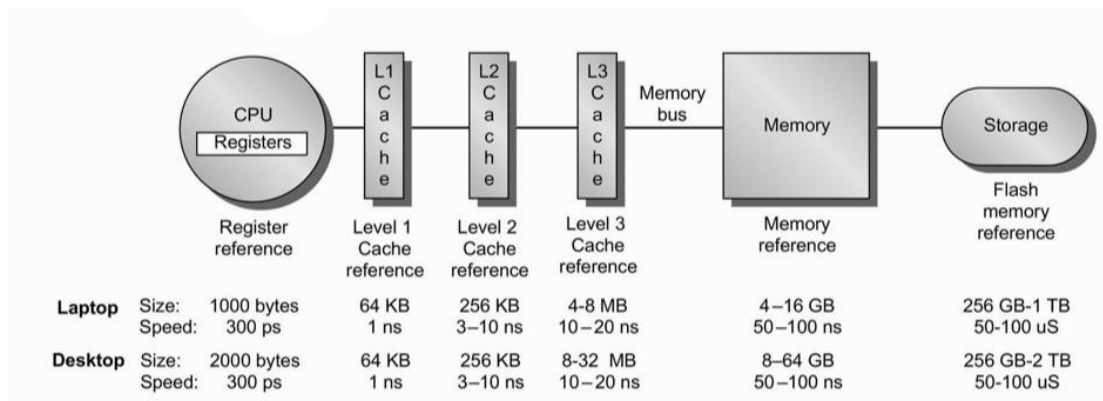 CPU
Registers
L1
C
a
c
h
e
L2
C
a
c
h
e
L3
C
a
c
h
e
Memory
bus
Memory
Storage
Register
reference
Level 1
Cache
reference
Level 2
Cache
reference
Level 3
Cache
reference
Memory
reference
Flash
memory
reference
Laptop Size: 1000 bytes 64 KB 256 KB 4-8 MB 4–16 GB 256 GB-1 TB
Speed: 300 ps 1 ns 3–10 ns 10–20 ns 50–100 ns 50-100 uS
Desktop Size: 2000 bytes 64 KB 256 KB 8-32 MB 8–64 GB 256 GB-2 TB
Speed: 300 ps 1 ns 3–10 ns 10–20 ns 50–100 ns 50-100 uS